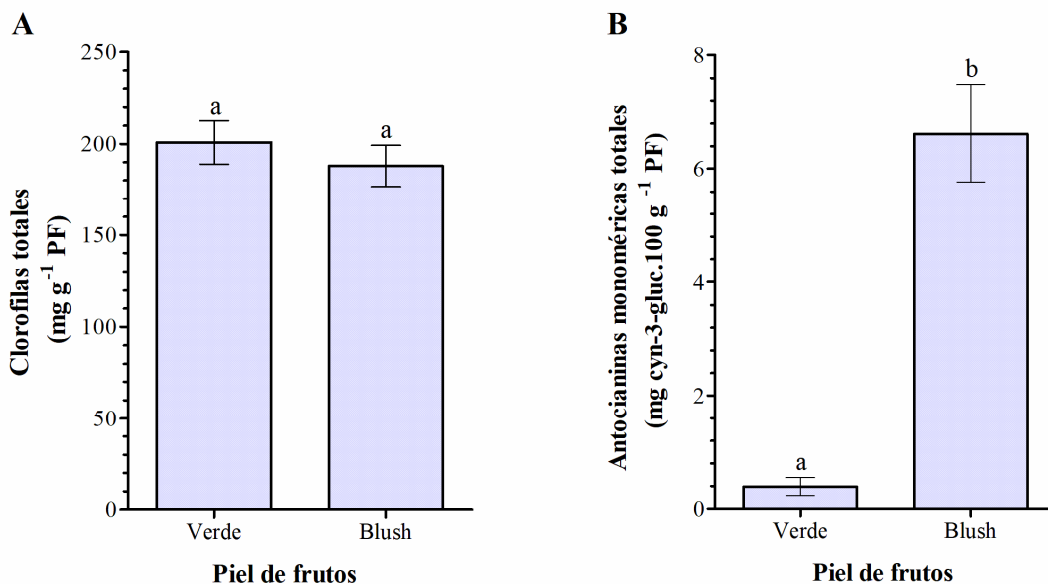 A
Clorofilas totales
(mg g⁻¹ PF)
250
200
150
100
50
0
a
a
Verde
Blush
Piel de frutos
B
Antocianinas monoméricas totales
(mg cyn-3-gluc.100 g ⁻¹ PF)
8
6
4
2
0
a
b
Verde
Blush
Piel de frutos